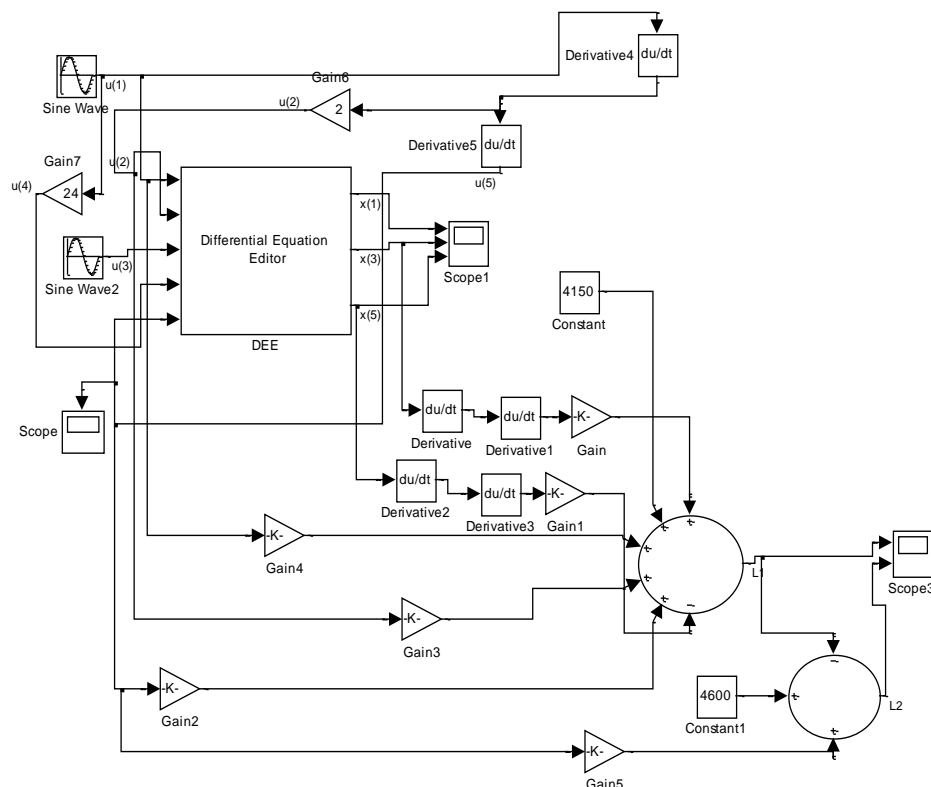 du/dt
Derivative4
Sine Wave
u(1)
Gain6
u(2)
2
du/dt
Derivative5
u(5)
Gain7
u(2)
u(4)
24
Differential Equation
Editor
DEE
x(1)
x(3)
x(5)
Scope1
u(3)
Sine Wave2
4150
Constant
Scope
du/dt
Derivative
du/dt
Derivative1
-K-
Gain
du/dt
Derivative2
du/dt
Derivative3
-K-
Gain1
-K-
Gain4
L1
Scope3
-K-
Gain3
-K-
Gain2
4600
Constant1
L2
-K-
Gain5